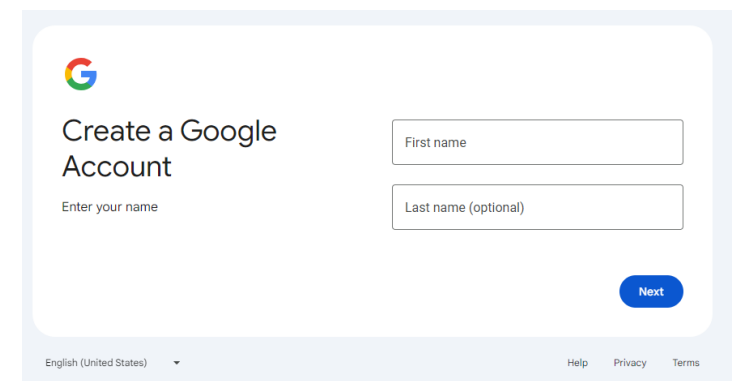 Create a Google
Account
Enter your name
First name
Last name (optional)
Next
English (United States)
Help Privacy Terms